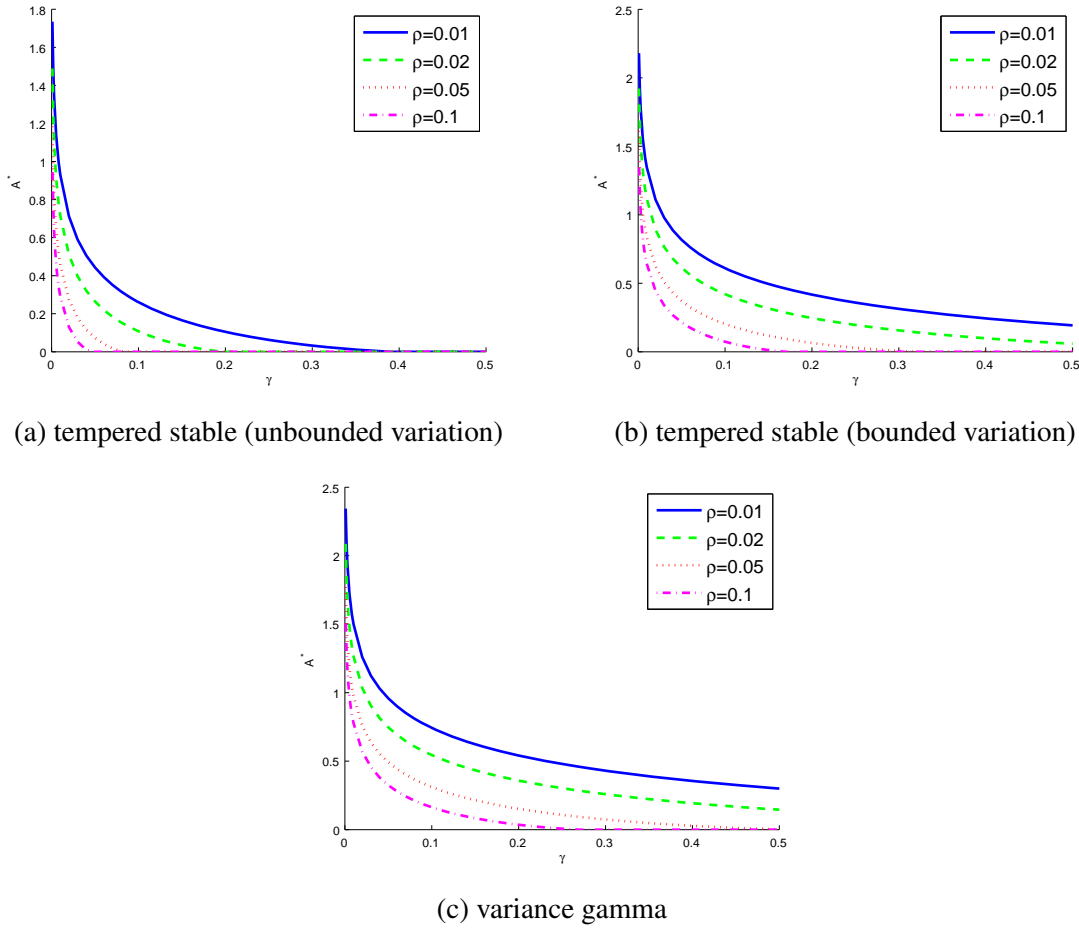 1.8
1.6
1.4
1.2
1
0.8
0.6
0.4
0.2
0
A*
0 0.1 0.2 0.3 0.4 0.5
γ
ρ=0.01
ρ=0.02
ρ=0.05
ρ=0.1
(a) tempered stable (unbounded variation)
2.5
2
1.5
1
0.5
0
A*
0 0.1 0.2 0.3 0.4 0.5
γ
ρ=0.01
ρ=0.02
ρ=0.05
ρ=0.1
(b) tempered stable (bounded variation)
2.5
2
1.5
1
0.5
0
A*
0 0.1 0.2 0.3 0.4 0.5
γ
ρ=0.01
ρ=0.02
ρ=0.05
ρ=0.1
(c) variance gamma